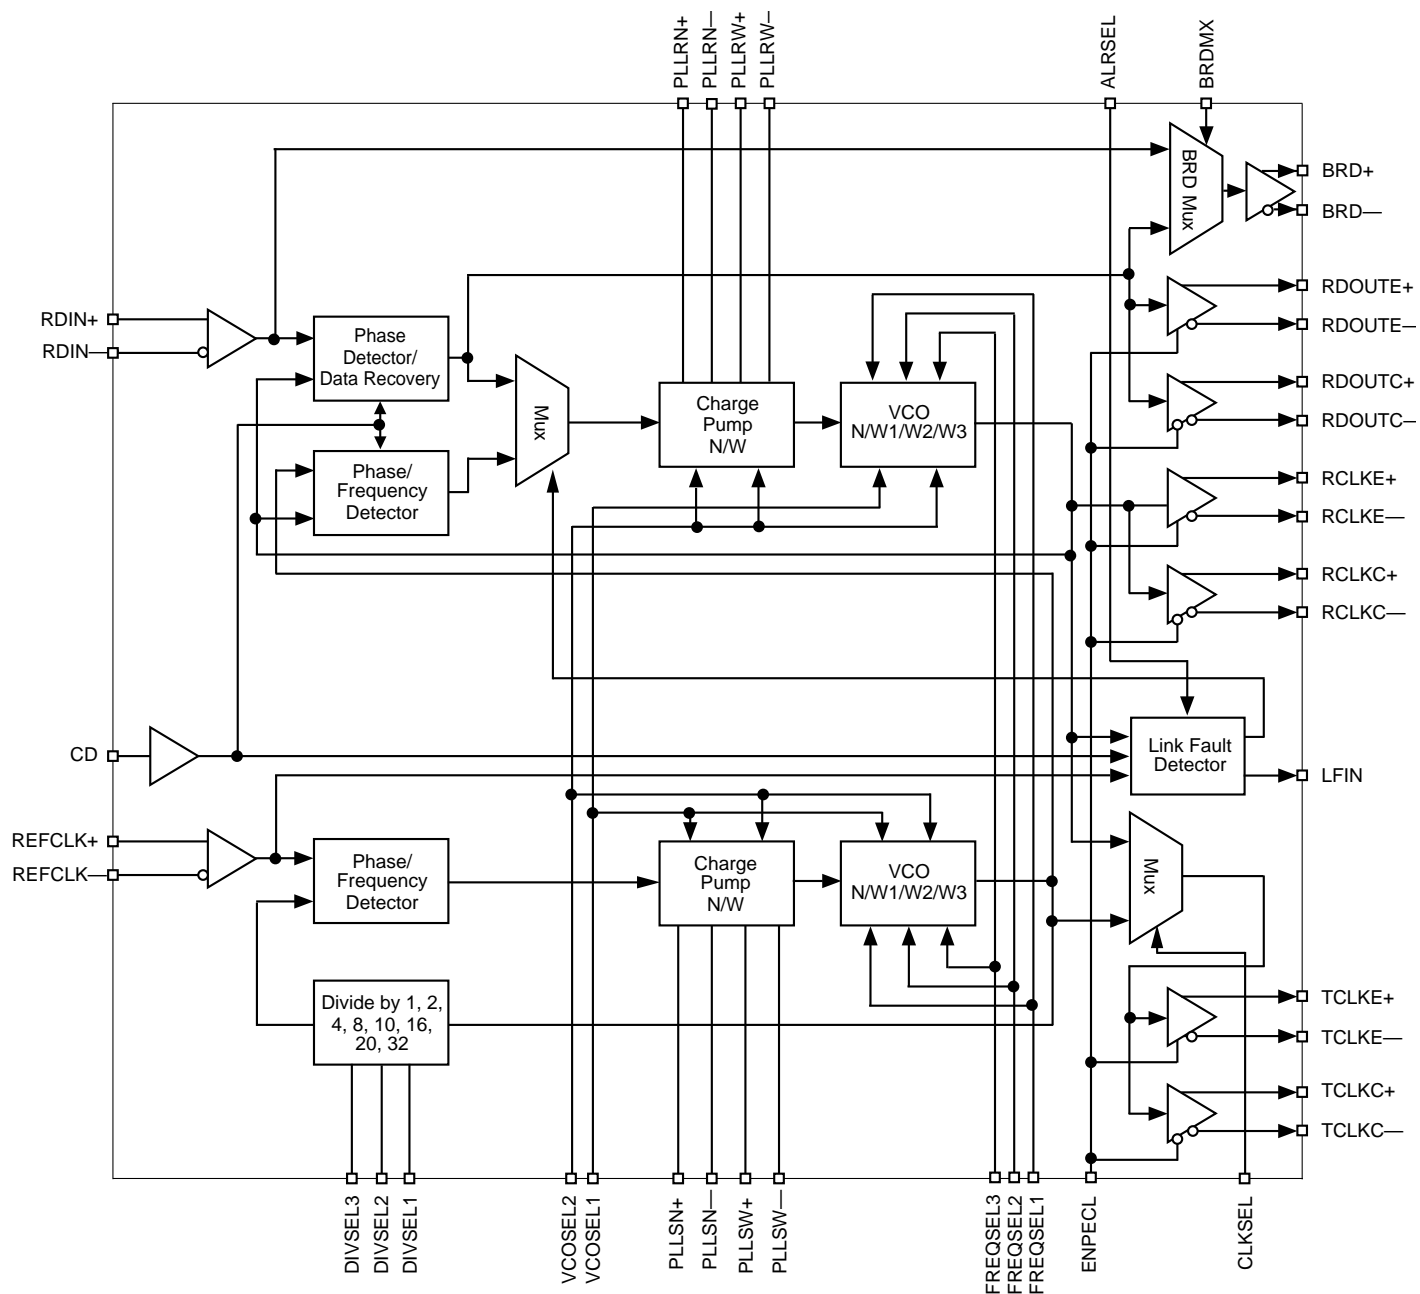 PLLRN+
PLLRN—
PLLRW+
PLLRW—
ALRSEL
BRDMX
BRD Mux
BRD+
BRD—
RDIN+
RDIN—
Phase
Detector/
Data Recovery
Mux
Charge
Pump
N/W
VCO
N/W1/W2/W3
RDOUTE+
RDOUTE—
RDOUTC+
RDOUTC—
Phase/
Frequency
Detector
RCLKE+
RCLKE—
RCLKC+
RCLKC—
CD
Link Fault
Detector
LFIN
REFCLK+
REFCLK—
Phase/
Frequency
Detector
Charge
Pump
N/W
VCO
N/W1/W2/W3
Mux
Divide by 1, 2,
4, 8, 10, 16,
20, 32
TCLKE+
TCLKE—
TCLKC+
TCLKC—
DIVSEL3
DIVSEL2
DIVSEL1
VCOSEL2
VCOSEL1
PLLSN+
PLLSN—
PLLSW+
PLLSW—
FREQSEL3
FREQSEL2
FREQSEL1
ENPECL
CLKSEL